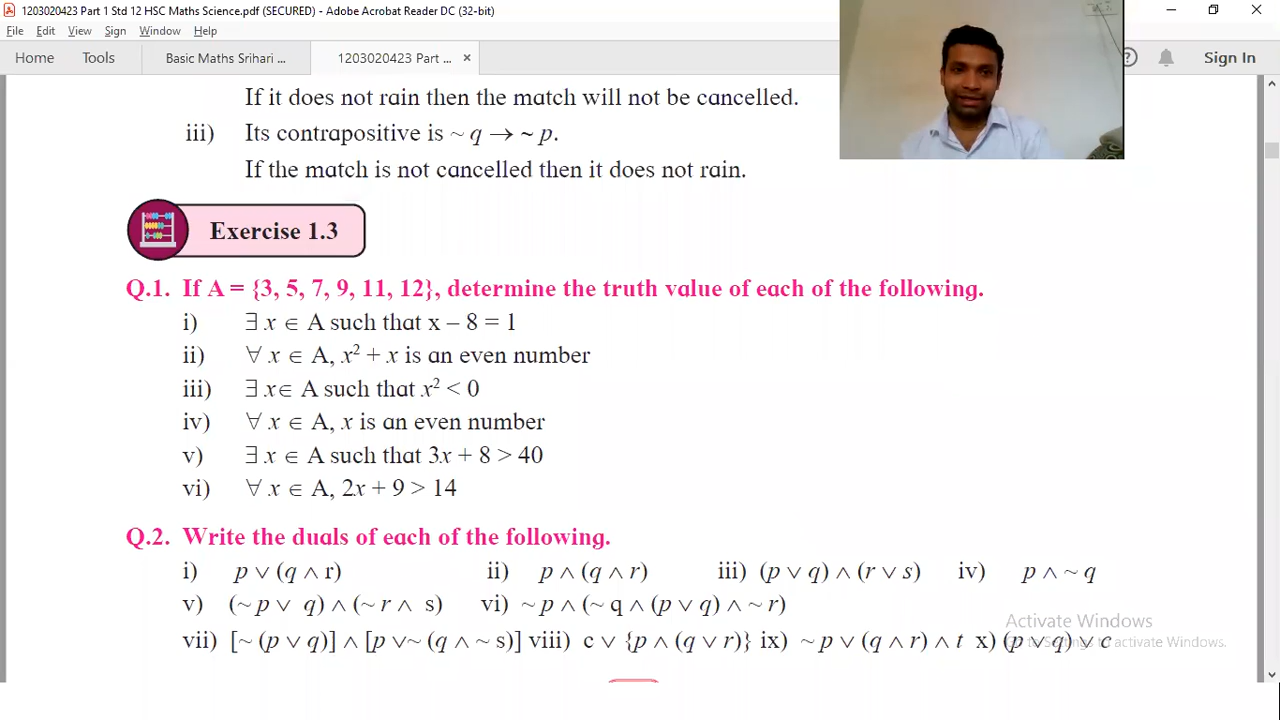 1203020423 Part 1 Std 12 HSC Maths Science.pdf (SECURED) - Adobe Acrobat Reader DC (32-bit)
File Edit View Sign Window Help
Home Tools Basic Maths Srihari ... 1203020423 Part ... × Sign In
If it does not rain then the match will not be cancelled.
iii) Its contrapositive is ~ q → ~ p.
If the match is not cancelled then it does not rain.
Exercise 1.3
Q.1. If A = {3, 5, 7, 9, 11, 12}, determine the truth value of each of the following.
i) ∃ x ∈ A such that x – 8 = 1
ii) ∀ x ∈ A, x² + x is an even number
iii) ∃ x∈ A such that x² < 0
iv) ∀ x ∈ A, x is an even number
v) ∃ x ∈ A such that 3x + 8 > 40
vi) ∀ x ∈ A, 2x + 9 > 14
Q.2. Write the duals of each of the following.
i) p ∨ (q ∧ r) ii) p ∧ (q ∧ r) iii) (p ∨ q) ∧ (r ∨ s) iv) p ∧ ~ q
v) (~ p ∨ q) ∧ (~ r ∧ s) vi) ~ p ∧ (~ q ∧ (p ∨ q) ∧ ~ r)
Activate Windows
vii) [~ (p ∨ q)] ∧ [p ∨~ (q ∧ ~ s)] viii) c ∨ {p ∧ (q ∨ r)} ix) ~ p ∨ (q ∧ r) ∧ t x) (p ∨ q) ∨ c
Go to Settings to activate Windows.